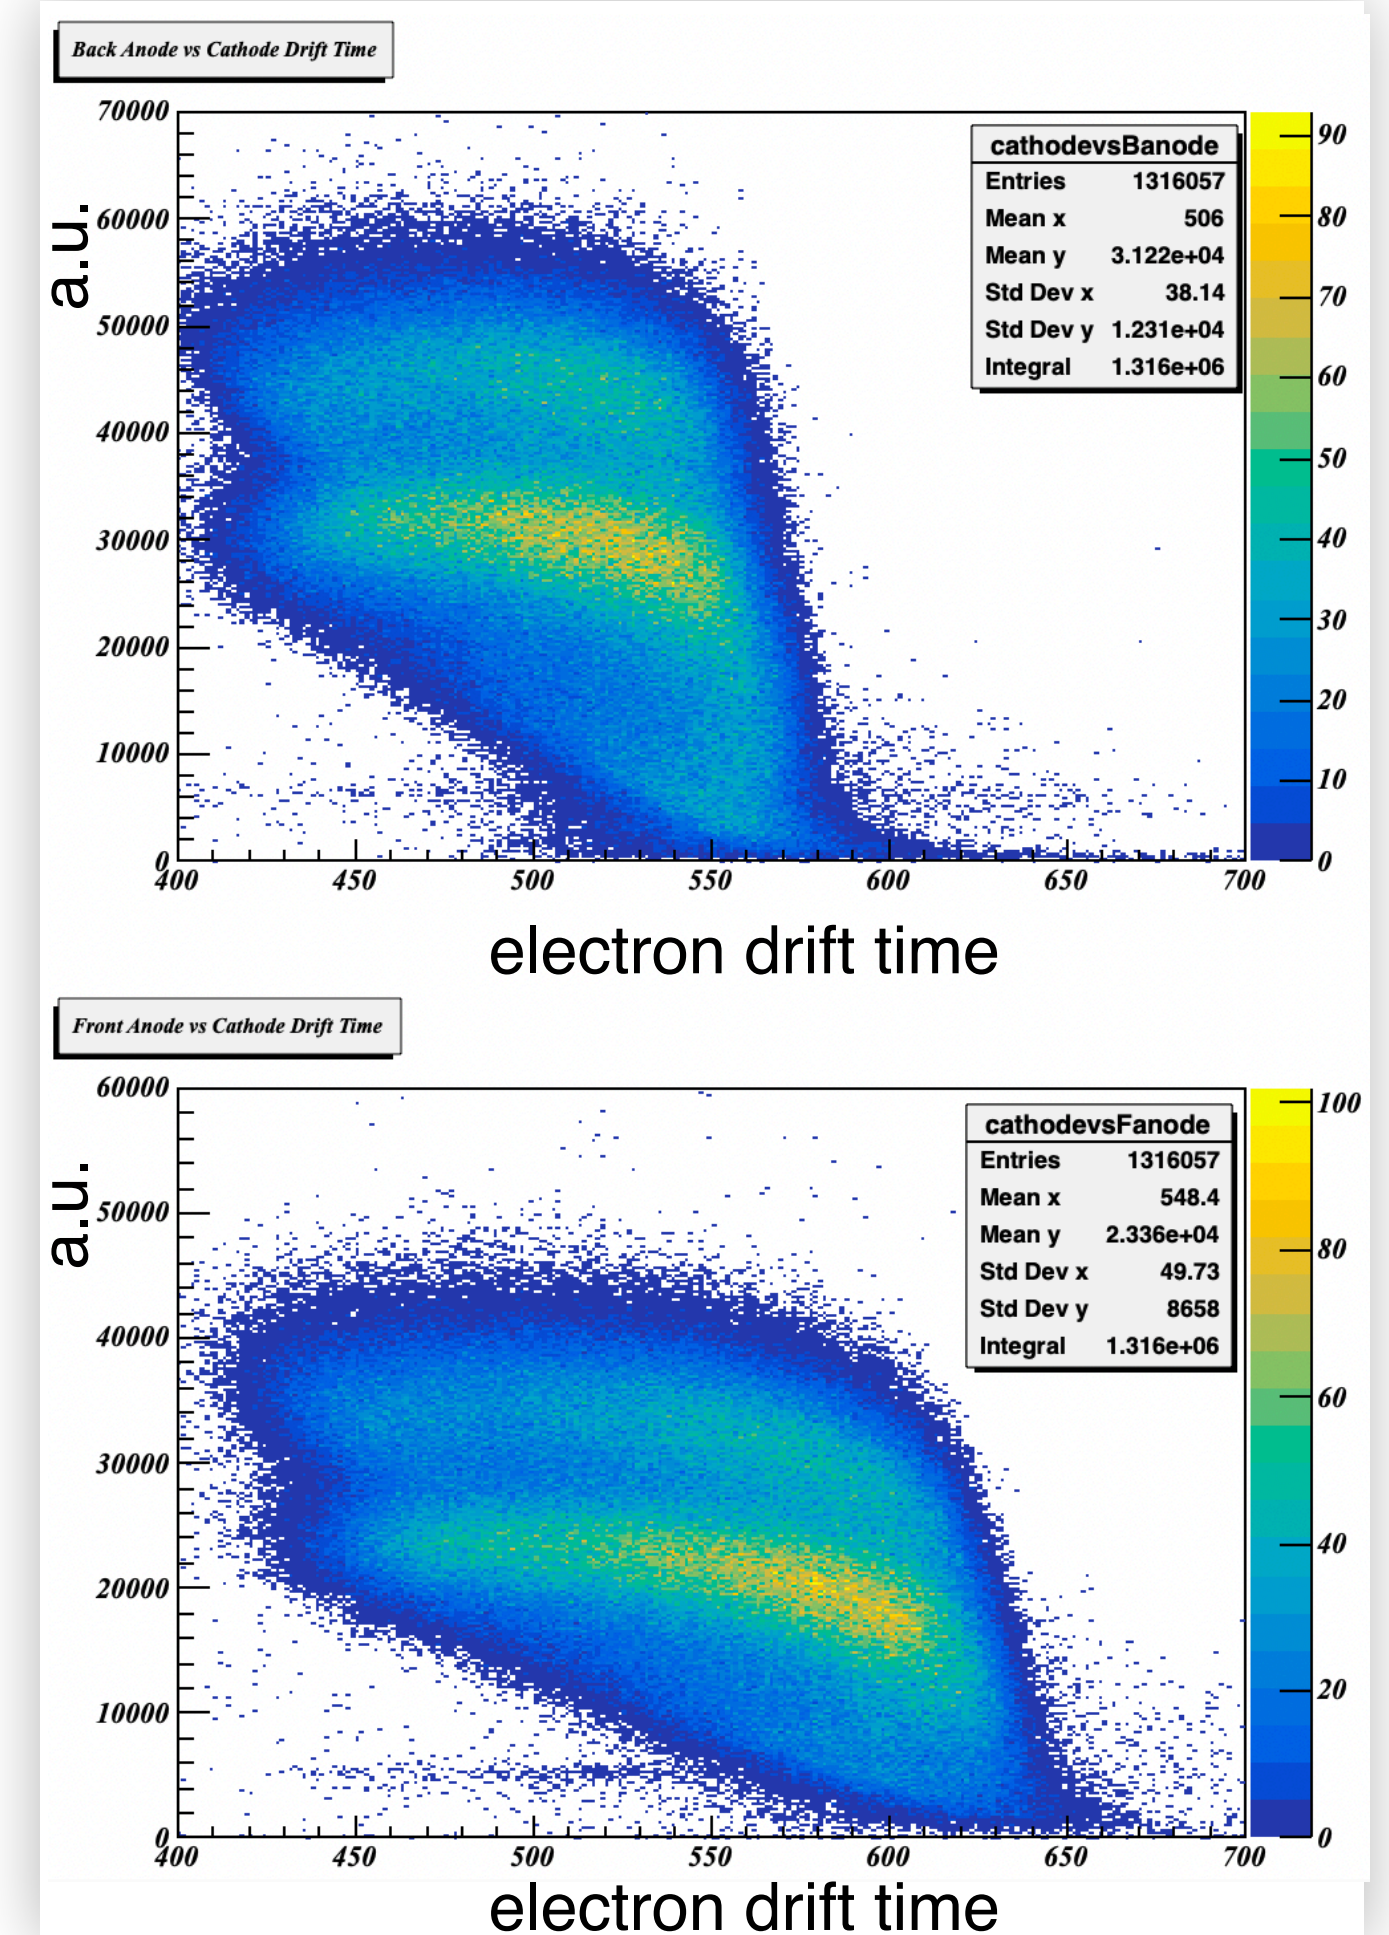 Back Anode vs Cathode Drift Time
70000
60000
50000
40000
30000
20000
10000
0
a.u.
cathodevsBanode
Entries 1316057
Mean x 506
Mean y 3.122e+04
Std Dev x 38.14
Std Dev y 1.231e+04
Integral 1.316e+06
90
80
70
60
50
40
30
20
10
0
400 450 500 550 600 650 700
electron drift time
Front Anode vs Cathode Drift Time
60000
50000
40000
30000
20000
10000
0
a.u.
cathodevsFanode
Entries 1316057
Mean x 548.4
Mean y 2.336e+04
Std Dev x 49.73
Std Dev y 8658
Integral 1.316e+06
100
80
60
40
20
0
400 450 500 550 600 650 700
electron drift time